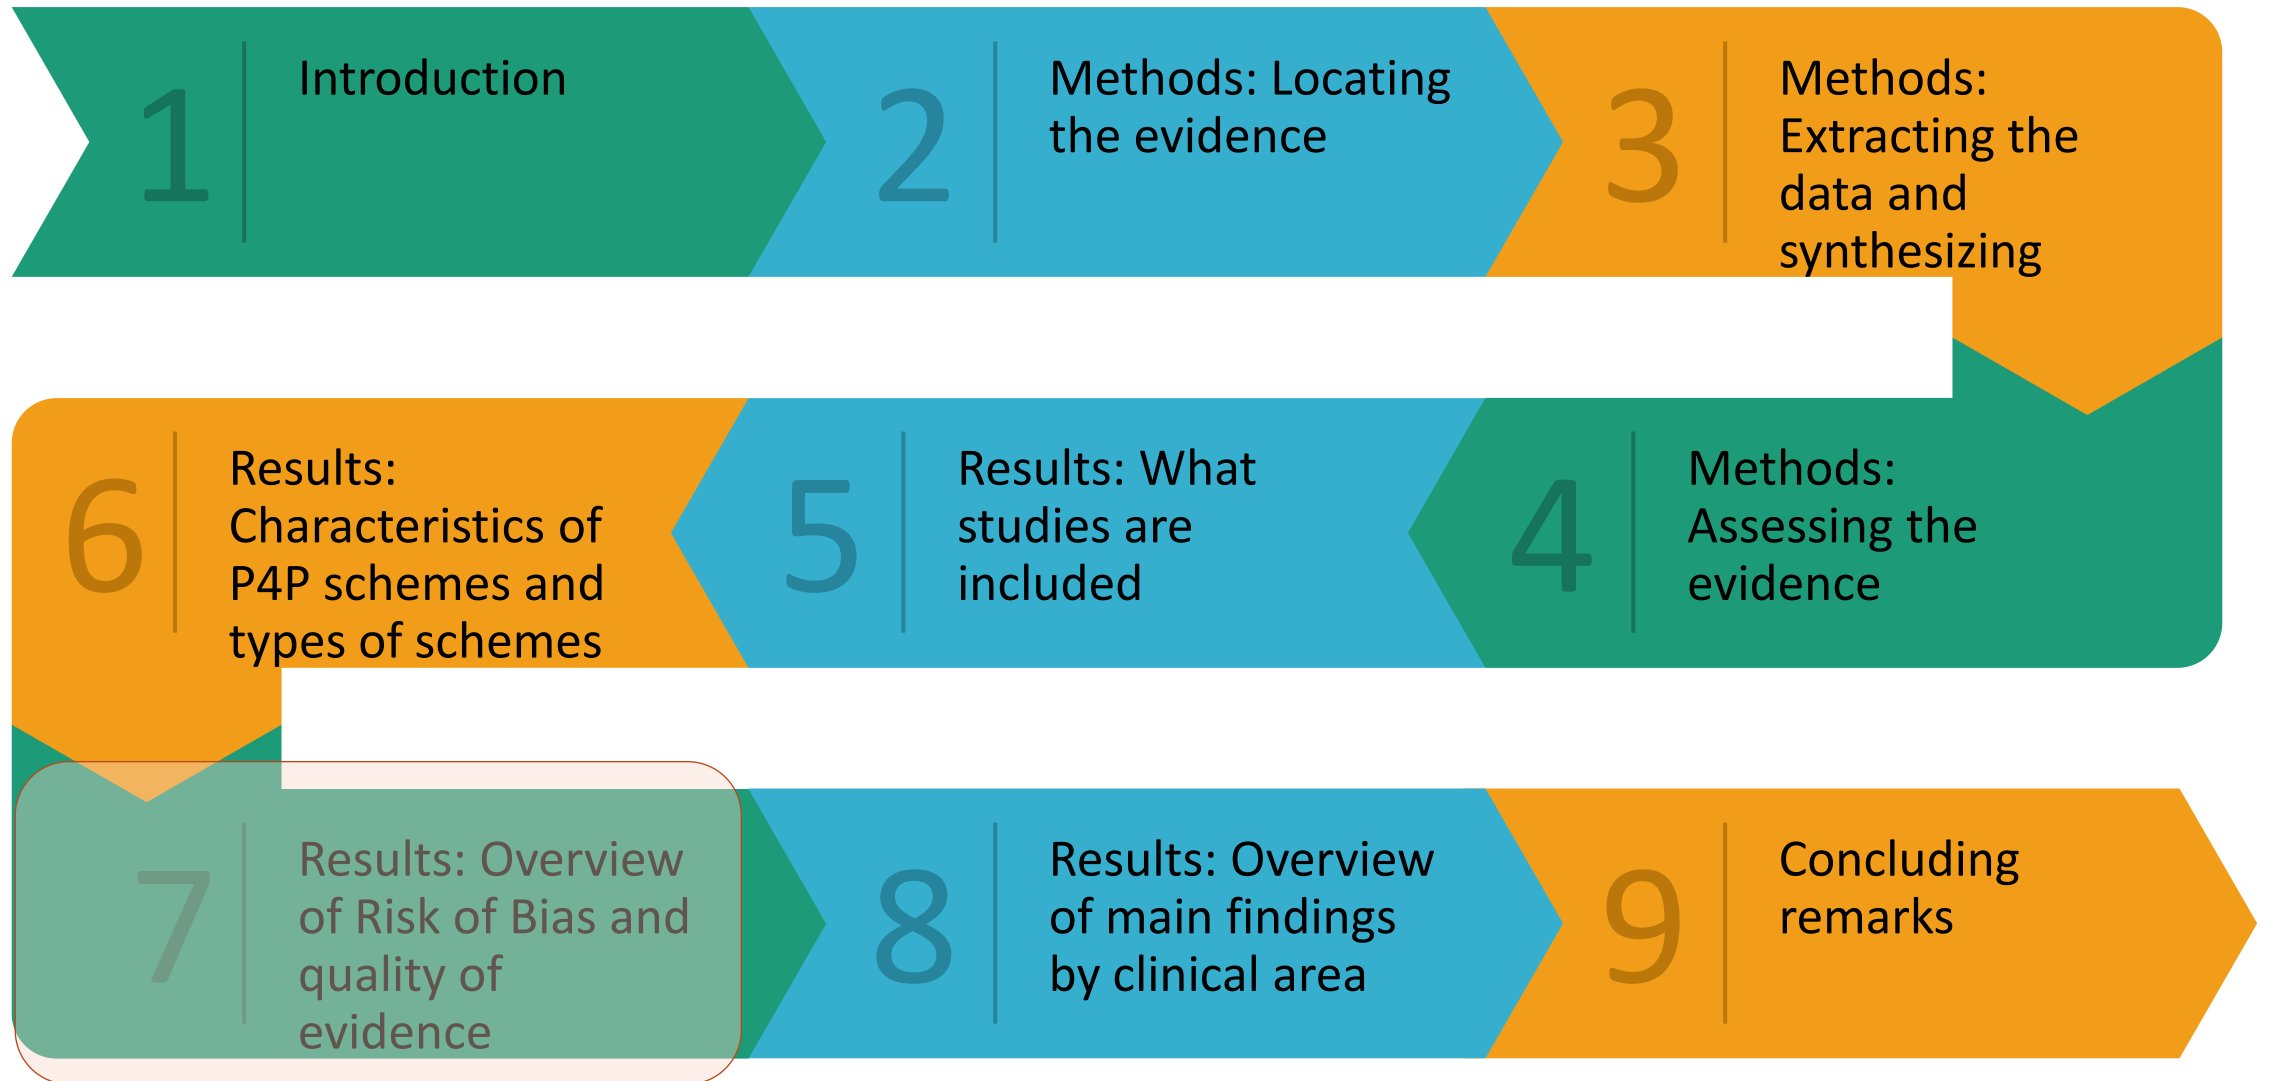 1
Introduction
2
Methods: Locating
the evidence
3
Methods:
Extracting the
data and
synthesizing
4
Methods:
Assessing the
evidence
5
Results: What
studies are
included
6
Results:
Characteristics of
P4P schemes and
types of schemes
7
Results: Overview
of Risk of Bias and
quality of
evidence
8
Results: Overview
of main findings
by clinical area
9
Concluding
remarks